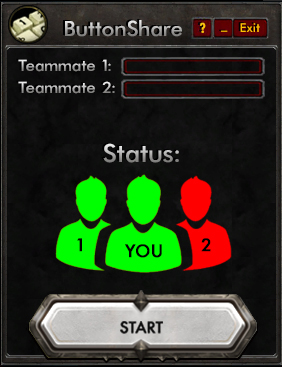 ButtonShare ? _ Exit
Teammate 1:
Teammate 2:
Status:
1 YOU 2
START